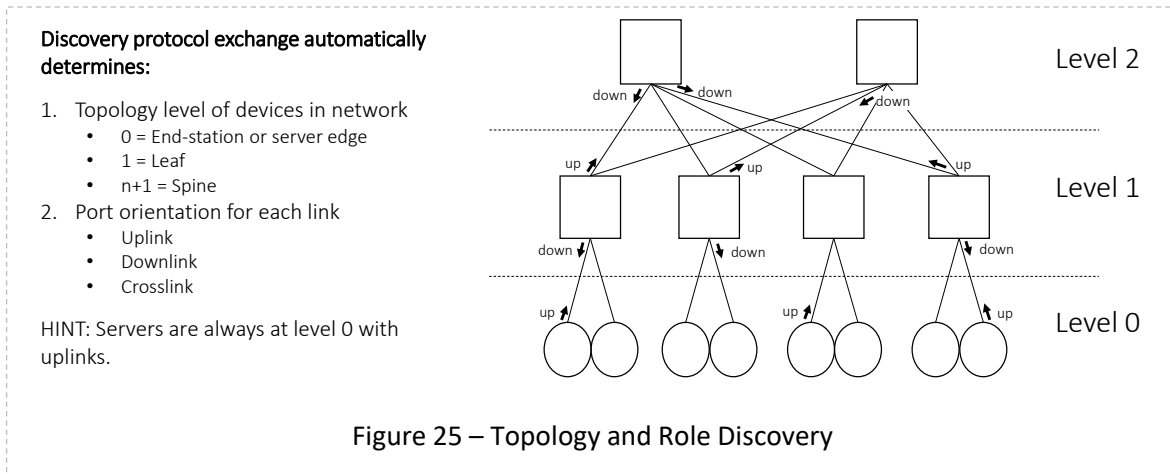 Discovery protocol exchange automatically
determines:
1. Topology level of devices in network
• 0 = End-station or server edge
• 1 = Leaf
• n+1 = Spine
2. Port orientation for each link
• Uplink
• Downlink
• Crosslink
HINT: Servers are always at level 0 with
uplinks.
Level 2
down
down
down
up
up
up
Level 1
down
down
down
up
up
up
Level 0
Figure 25 – Topology and Role Discovery